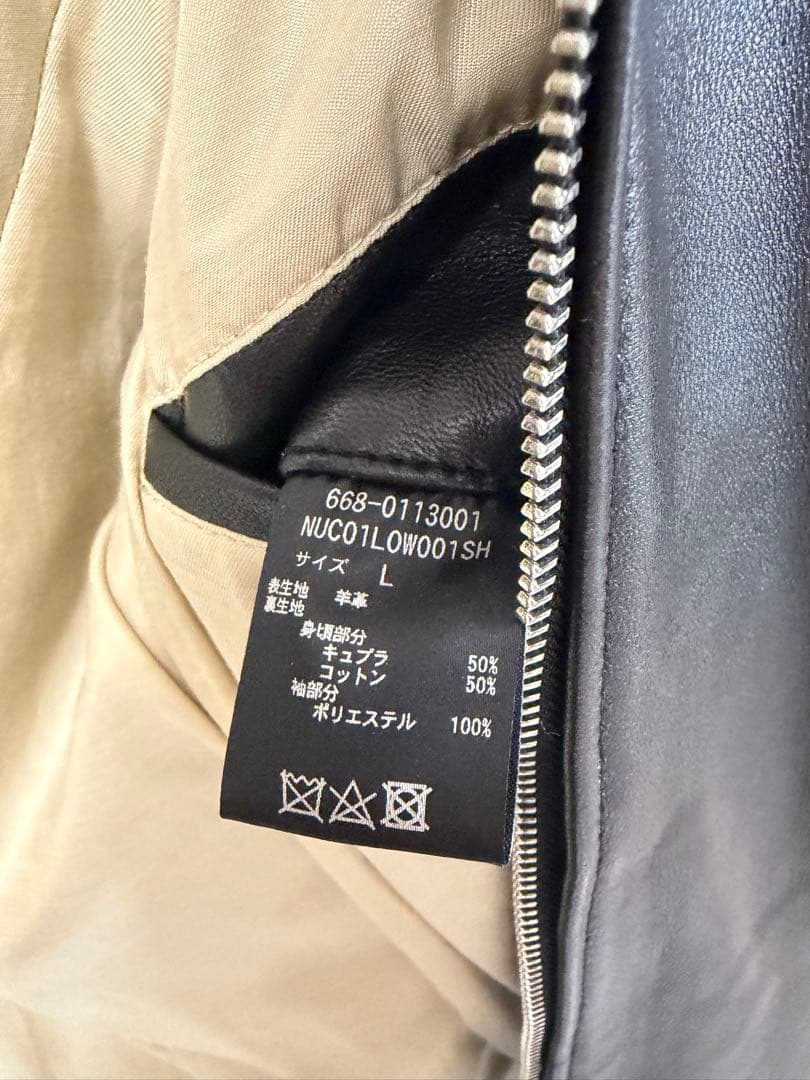 668-0113001
NUC01LOW001SH
サイズ L
表生地 羊革
裏生地
身頃部分
キュプラ 50%
コットン 50%
袖部分
ポリエステル 100%